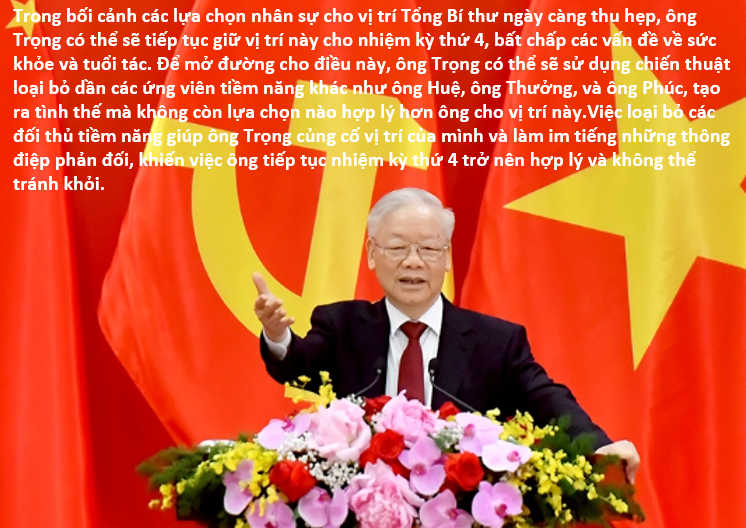 Trong bối cảnh các lựa chọn nhân sự cho vị trí Tổng Bí thư ngày càng thu hẹp, ông
Trọng có thể sẽ tiếp tục giữ vị trí này cho nhiệm kỳ thứ 4, bất chấp các vấn đề về sức
khỏe và tuổi tác. Để mở đường cho điều này, ông Trọng có thể sẽ sử dụng chiến thuật
loại bỏ dần các ứng viên tiềm năng khác như ông Huệ, ông Thưởng, và ông Phúc, tạo
ra tình thế mà không còn lựa chọn nào hợp lý hơn ông cho vị trí này.Việc loại bỏ các
đối thủ tiềm năng giúp ông Trọng củng cố vị trí của mình và làm im tiếng những thông
điệp phản đối, khiến việc ông tiếp tục nhiệm kỳ thứ 4 trở nên hợp lý và không thể
tránh khỏi.